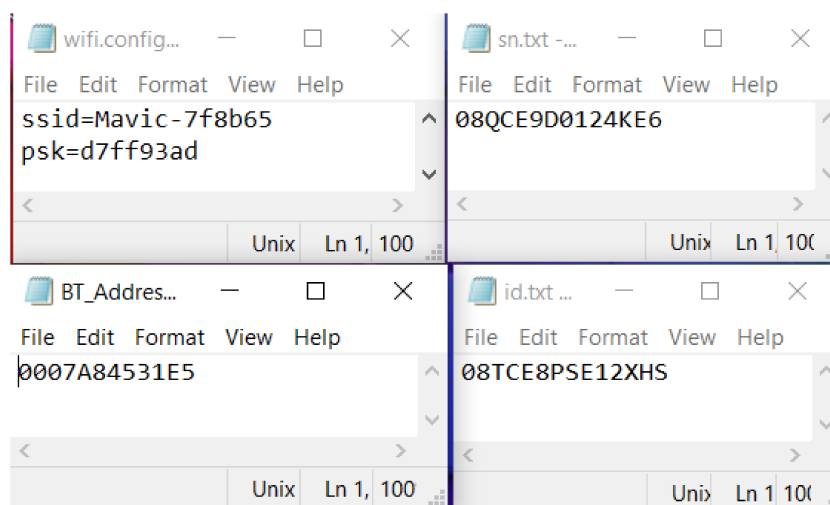 wifi.config...
File Edit Format View Help
ssid=Mavic-7f8b65
psk=d7ff93ad
Unix Ln 1, 100
sn.txt -...
File Edit Format View Help
08QCE9D0124KE6
Unix Ln 1, 100
BT_Addres...
File Edit Format View Help
0007A84531E5
Unix Ln 1, 100
id.txt ...
File Edit Format View Help
08TCE8PSE12XHS
Unix Ln 1 100